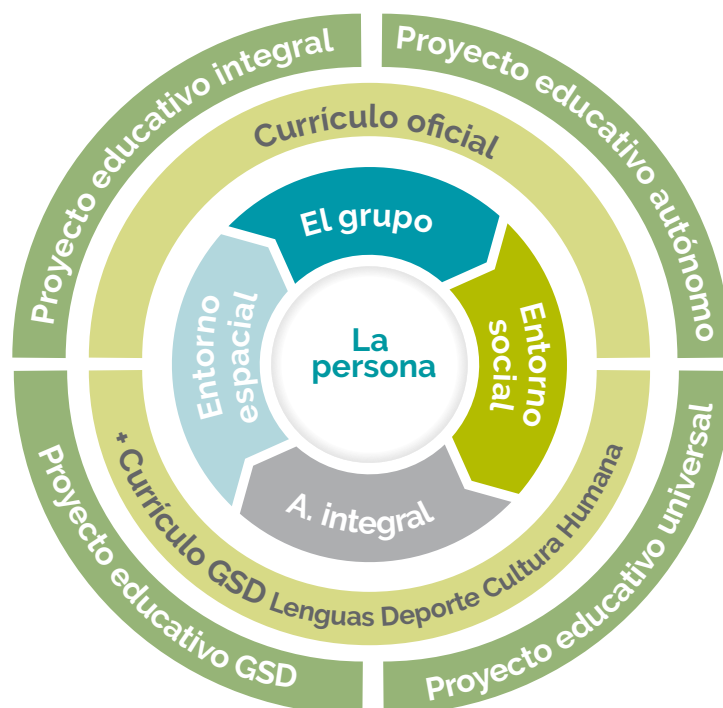 Proyecto educativo integral
Proyecto educativo autónomo
Currículo oficial
El grupo
Entorno
espacial
La
persona
Entorno
social
A. integral
+ Currículo GSD Lenguas Deporte Cultura Humana
Proyecto educativo GSD
Proyecto educativo universal